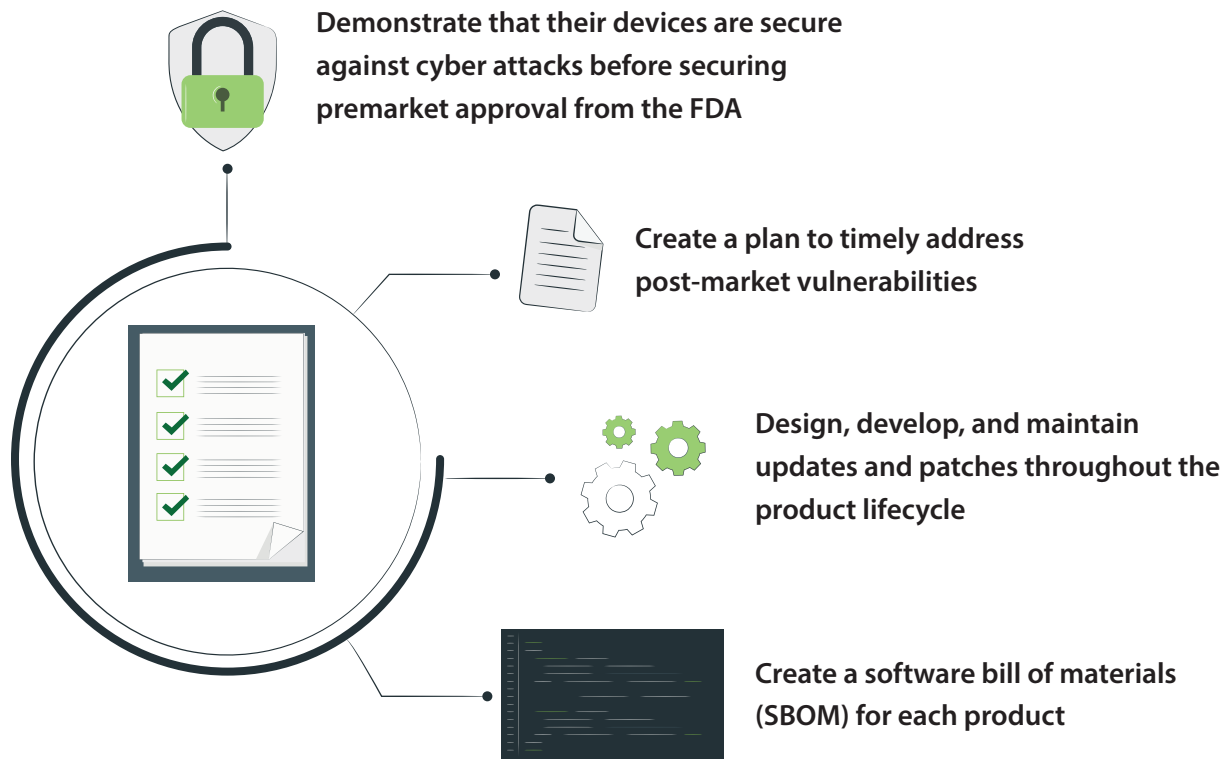 Demonstrate that their devices are secure
against cyber attacks before securing
premarket approval from the FDA
Create a plan to timely address
post-market vulnerabilities
Design, develop, and maintain
updates and patches throughout the
product lifecycle
Create a software bill of materials
(SBOM) for each product